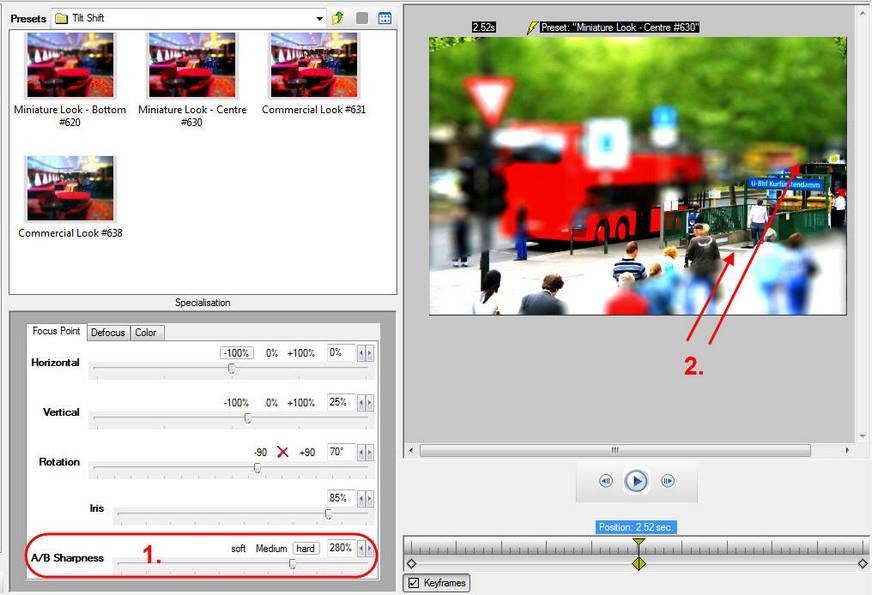 Presets Tilt Shift
Miniature Look - Bottom #620
Miniature Look - Centre #630
Commercial Look #631
Commercial Look #638
Specialisation
Focus Point Defocus Color
Horizontal -100% 0% +100% 0%
Vertical -100% 0% +100% 25%
Rotation -90 +90 70°
Iris 85%
A/B Sharpness 1. soft Medium hard 280%
2.52s Preset: "Miniature Look - Centre #630"
U-Bhf Kurfürstendamm
2.
Position: 2.52 sec.
Keyframes